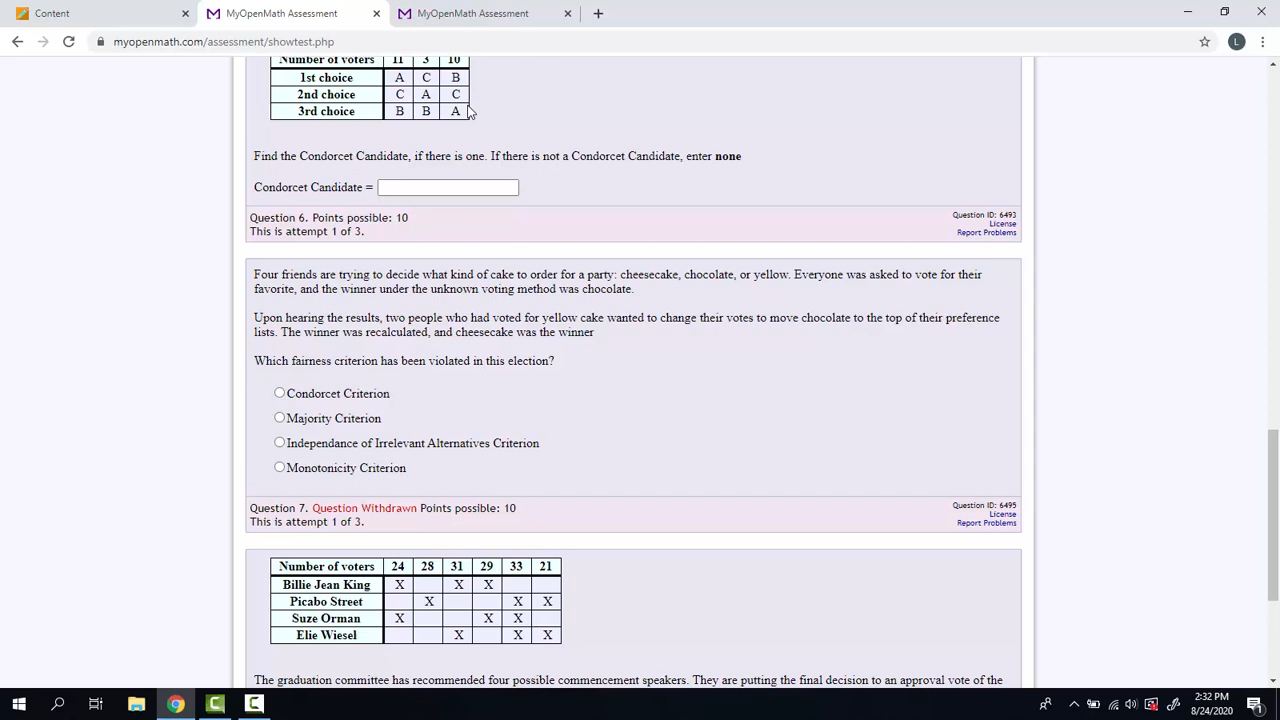 Content
MyOpenMath Assessment
MyOpenMath Assessment
myopenmath.com/assessment/showtest.php
L
Number of voters 11 3 10
1st choice A C B
2nd choice C A C
3rd choice B B A
Find the Condorcet Candidate, if there is one. If there is not a Condorcet Candidate, enter none
Condorcet Candidate =
Question 6. Points possible: 10
This is attempt 1 of 3.
Question ID: 6493
License
Report Problems
Four friends are trying to decide what kind of cake to order for a party: cheesecake, chocolate, or yellow. Everyone was asked to vote for their
favorite, and the winner under the unknown voting method was chocolate.
Upon hearing the results, two people who had voted for yellow cake wanted to change their votes to move chocolate to the top of their preference
lists. The winner was recalculated, and cheesecake was the winner
Which fairness criterion has been violated in this election?
Condorcet Criterion
Majority Criterion
Independance of Irrelevant Alternatives Criterion
Monotonicity Criterion
Question 7. Question Withdrawn Points possible: 10
This is attempt 1 of 3.
Question ID: 6495
License
Report Problems
Number of voters 24 28 31 29 33 21
Billie Jean King X X X
Picabo Street X X X
Suze Orman X X X
Elie Wiesel X X X
The graduation committee has recommended four possible commencement speakers. They are putting the final decision to an approval vote of the
2:32 PM
8/24/2020
1